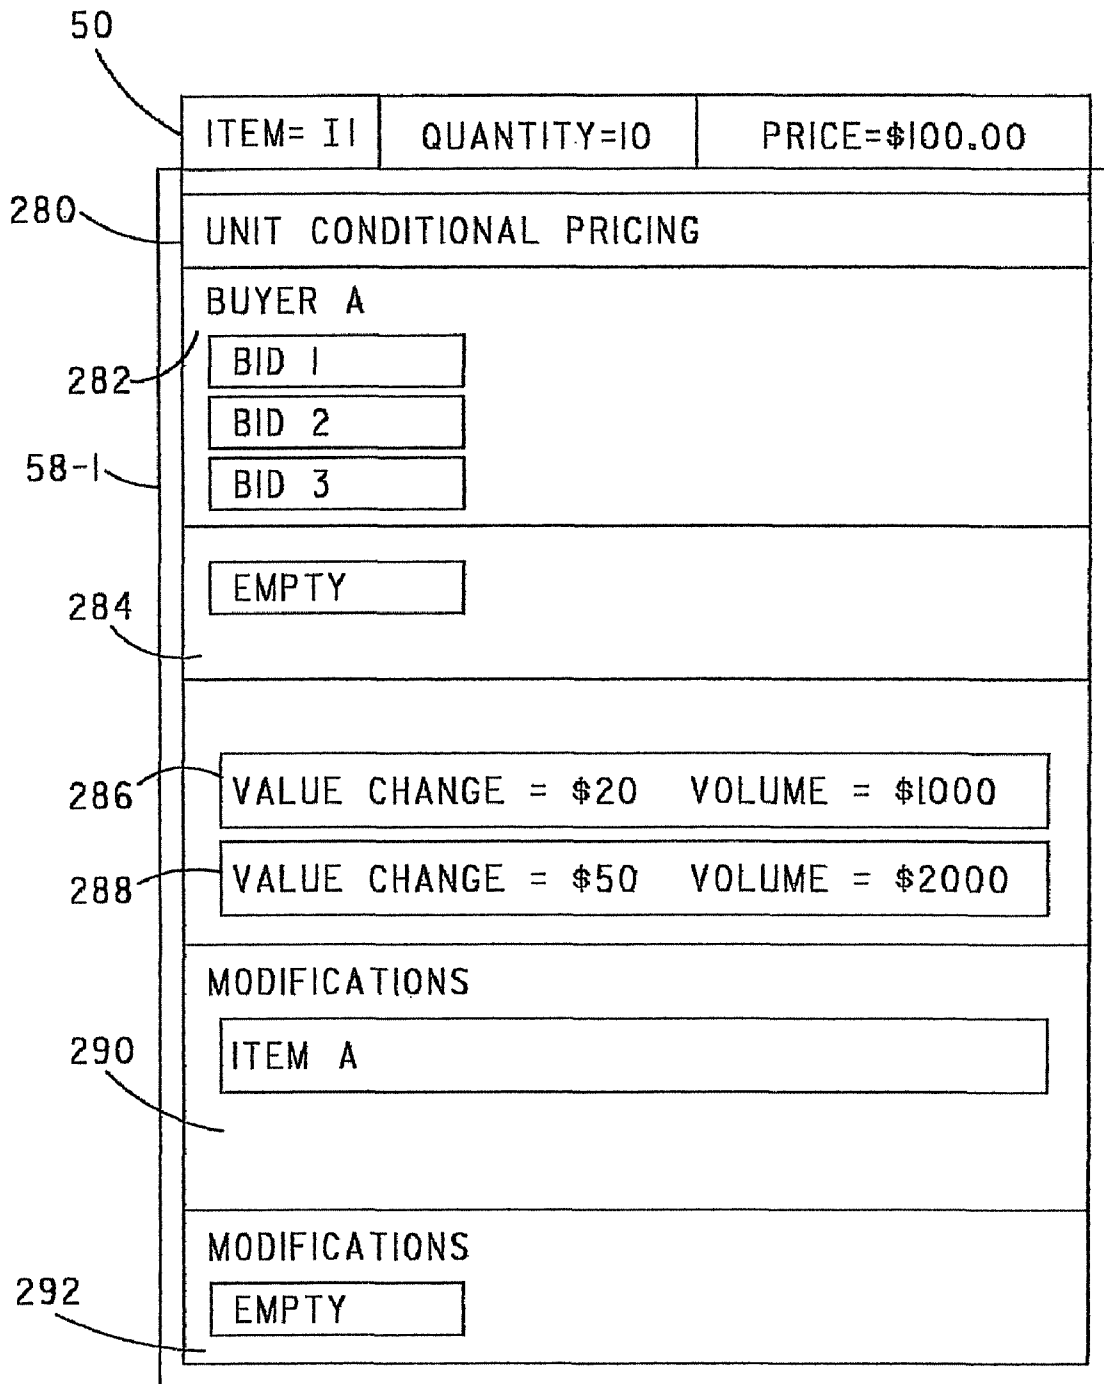 50
ITEM= I1 QUANTITY=10 PRICE=$100.00
280
UNIT CONDITIONAL PRICING
BUYER A
282
BID 1
BID 2
58-1
BID 3
EMPTY
284
286
VALUE CHANGE = $20 VOLUME = $1000
288
VALUE CHANGE = $50 VOLUME = $2000
MODIFICATIONS
290
ITEM A
MODIFICATIONS
292
EMPTY